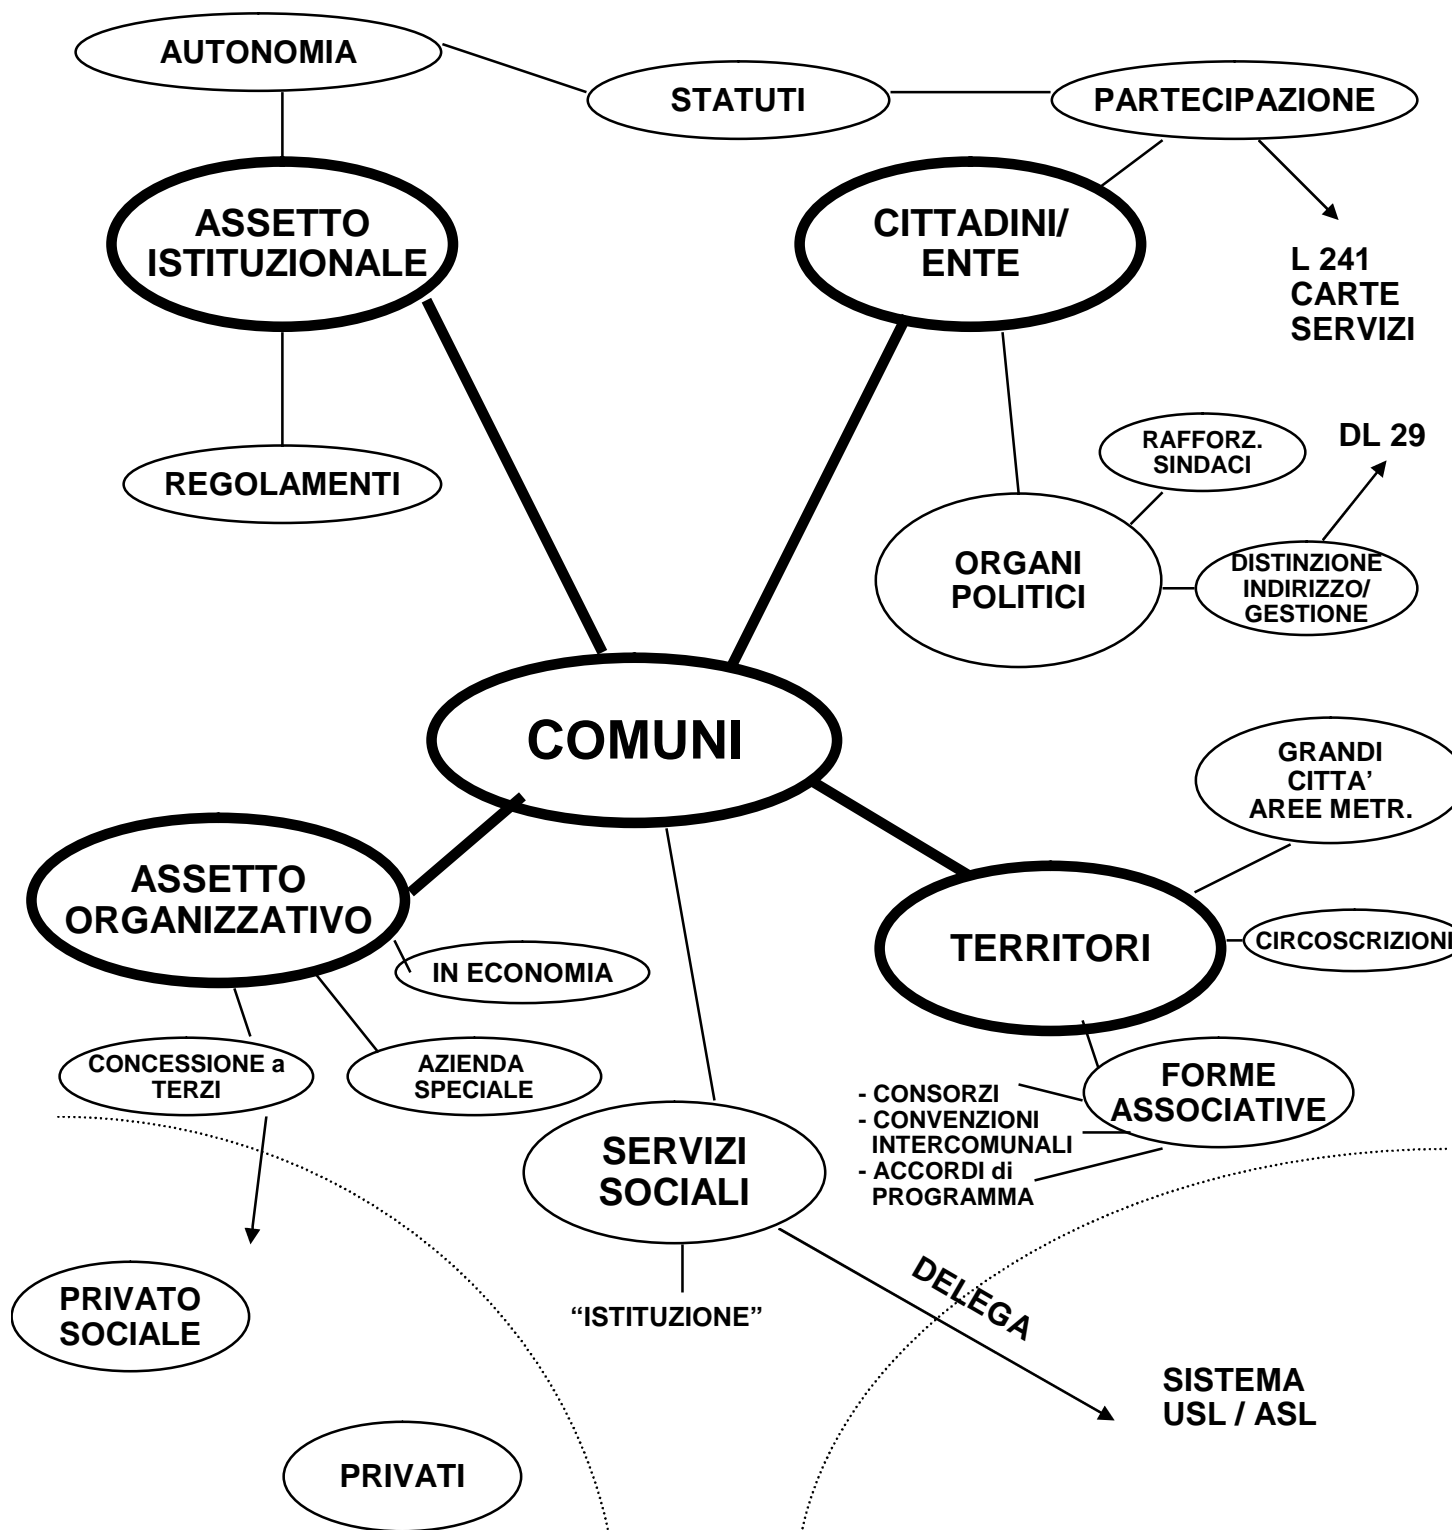 AUTONOMIA
STATUTI
PARTECIPAZIONE
ASSETTO
ISTITUZIONALE
CITTADINI/
ENTE
L 241
CARTE
SERVIZI
REGOLAMENTI
RAFFORZ.
SINDACI
DL 29
ORGANI
POLITICI
DISTINZIONE
INDIRIZZO/
GESTIONE
COMUNI
GRANDI
CITTA'
AREE METR.
ASSETTO
ORGANIZZATIVO
TERRITORI
CIRCOSCRIZIONI
IN ECONOMIA
CONCESSIONE a
TERZI
AZIENDA
SPECIALE
FORME
ASSOCIATIVE
- CONSORZI
- CONVENZIONI
INTERCOMUNALI
- ACCORDI di
PROGRAMMA
SERVIZI
SOCIALI
DELEGA
PRIVATO
SOCIALE
“ISTITUZIONE”
SISTEMA
USL / ASL
PRIVATI